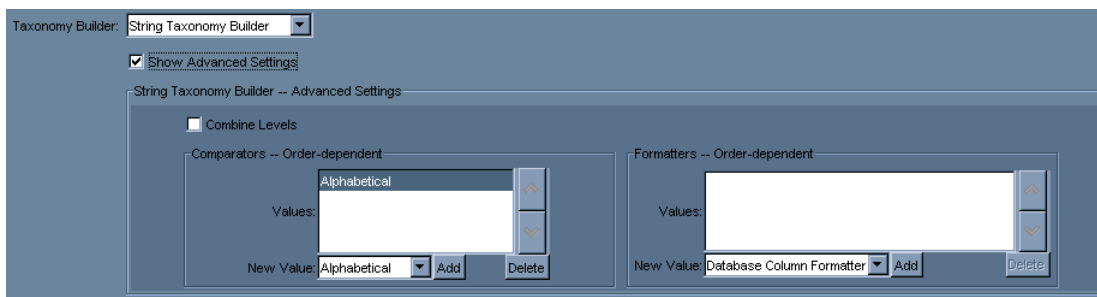 Taxonomy Builder: String Taxonomy Builder
Show Advanced Settings
String Taxonomy Builder -- Advanced Settings
Combine Levels
Comparators -- Order-dependent
Alphabetical
Values:
New Value: Alphabetical Add Delete
Formatters -- Order-dependent
Values:
New Value: Database Column Formatter Add Delete